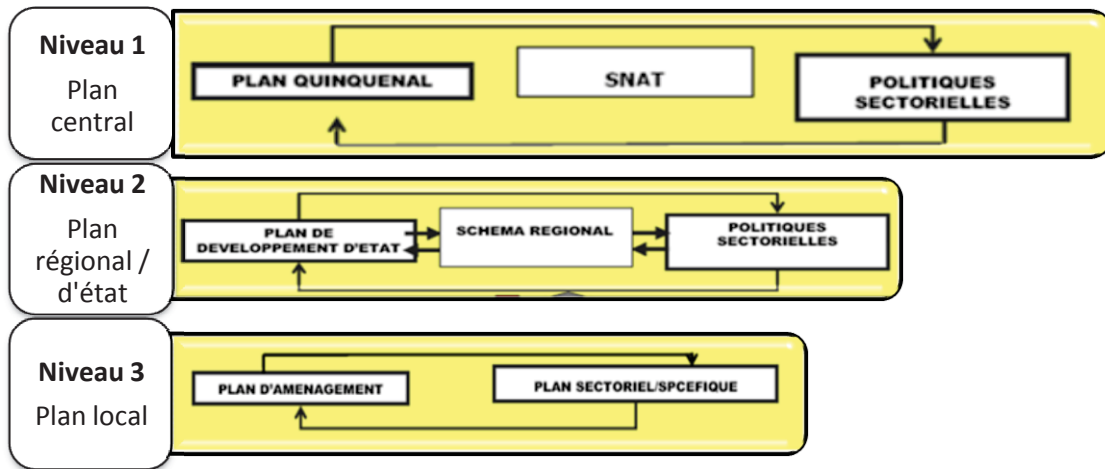 Niveau 1
Plan
central
PLAN QUINQUENAL
SNAT
POLITIQUES
SECTORIELLES
Niveau 2
Plan
régional /
d'état
PLAN DE
DEVELOPPEMENT D'ETAT
SCHEMA REGIONAL
POLITIQUES
SECTORIELLES
Niveau 3
Plan local
PLAN D'AMENAGEMENT
PLAN SECTORIEL/SPCEFIQUE